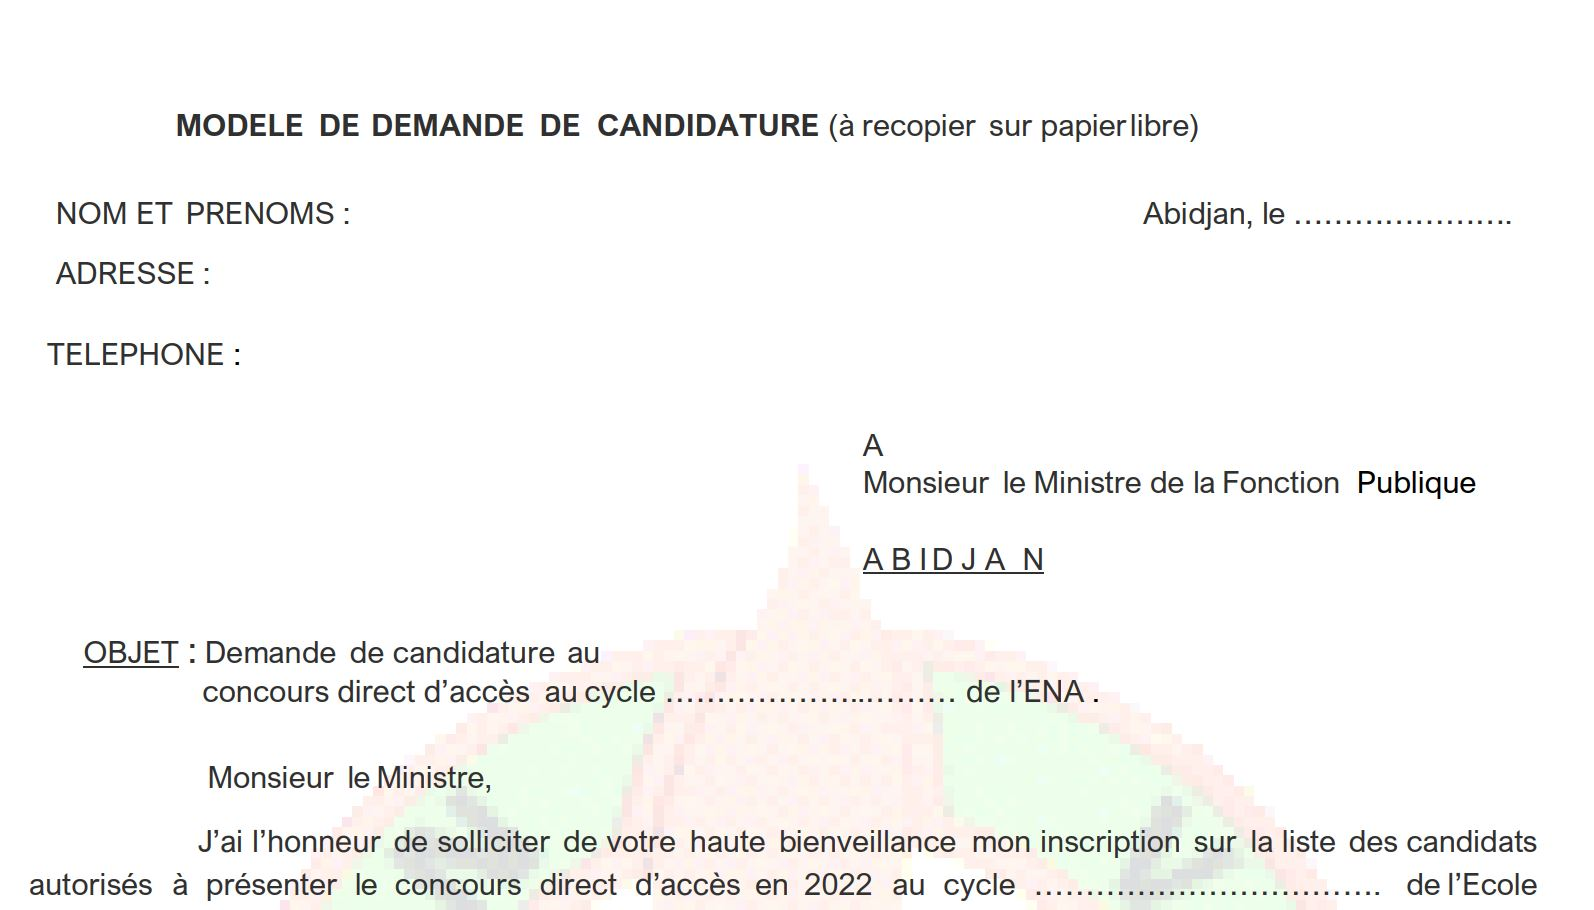 MODELE DE DEMANDE DE CANDIDATURE (à recopier sur papier libre)
NOM ET PRENOMS :
Abidjan, le ………………….
ADRESSE :
TELEPHONE :
A
Monsieur le Ministre de la Fonction Publique
A B I D J A N
OBJET : Demande de candidature au
concours direct d’accès au cycle ………………...……… de l’ENA .
Monsieur le Ministre,
J’ai l’honneur de solliciter de votre haute bienveillance mon inscription sur la liste des candidats
autorisés à présenter le concours direct d’accès en 2022 au cycle ……………………………. de l’Ecole